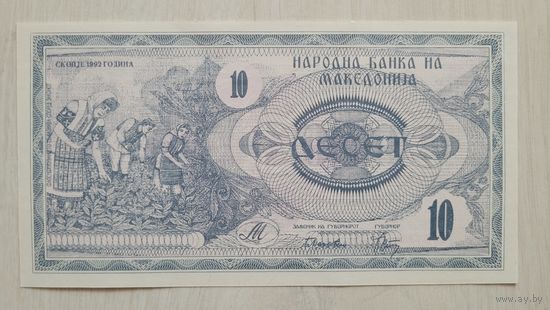 СКОПЈЕ 1992 ГОДИНА
10
НАРОДНА БАНКА НА
МАКЕДОНИЈА
ДЕСЕТ
М
ЗАМЕНИК НА ГУВЕРНЕРОТ ГУВЕРНЕР
10
www.ay.by